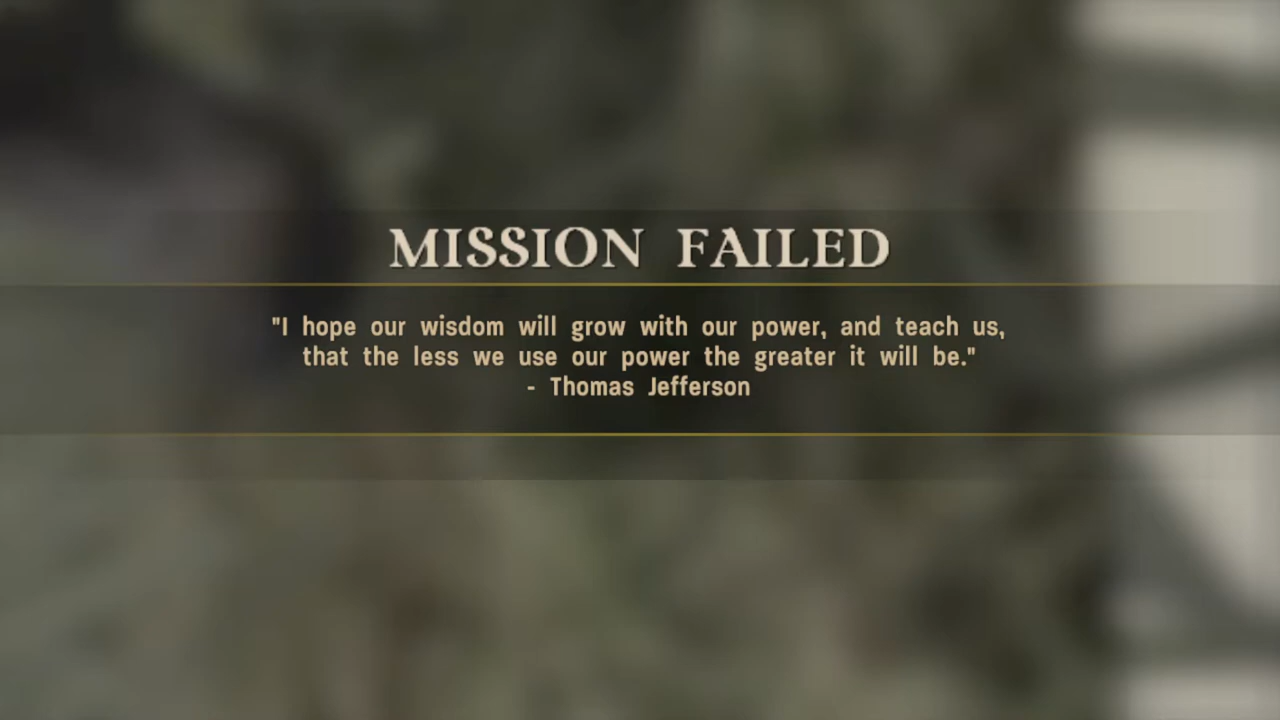 MISSION FAILED
"I hope our wisdom will grow with our power, and teach us,
that the less we use our power the greater it will be."
- Thomas Jefferson